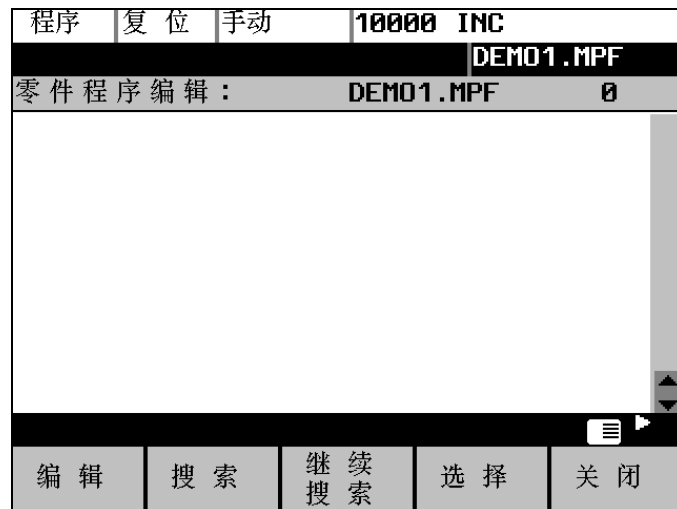 程序 复位 手动 10000 INC
DEMO1.MPF
零件程序编辑: DEMO1.MPF 0
编辑 搜索 继续搜索 选择 关闭